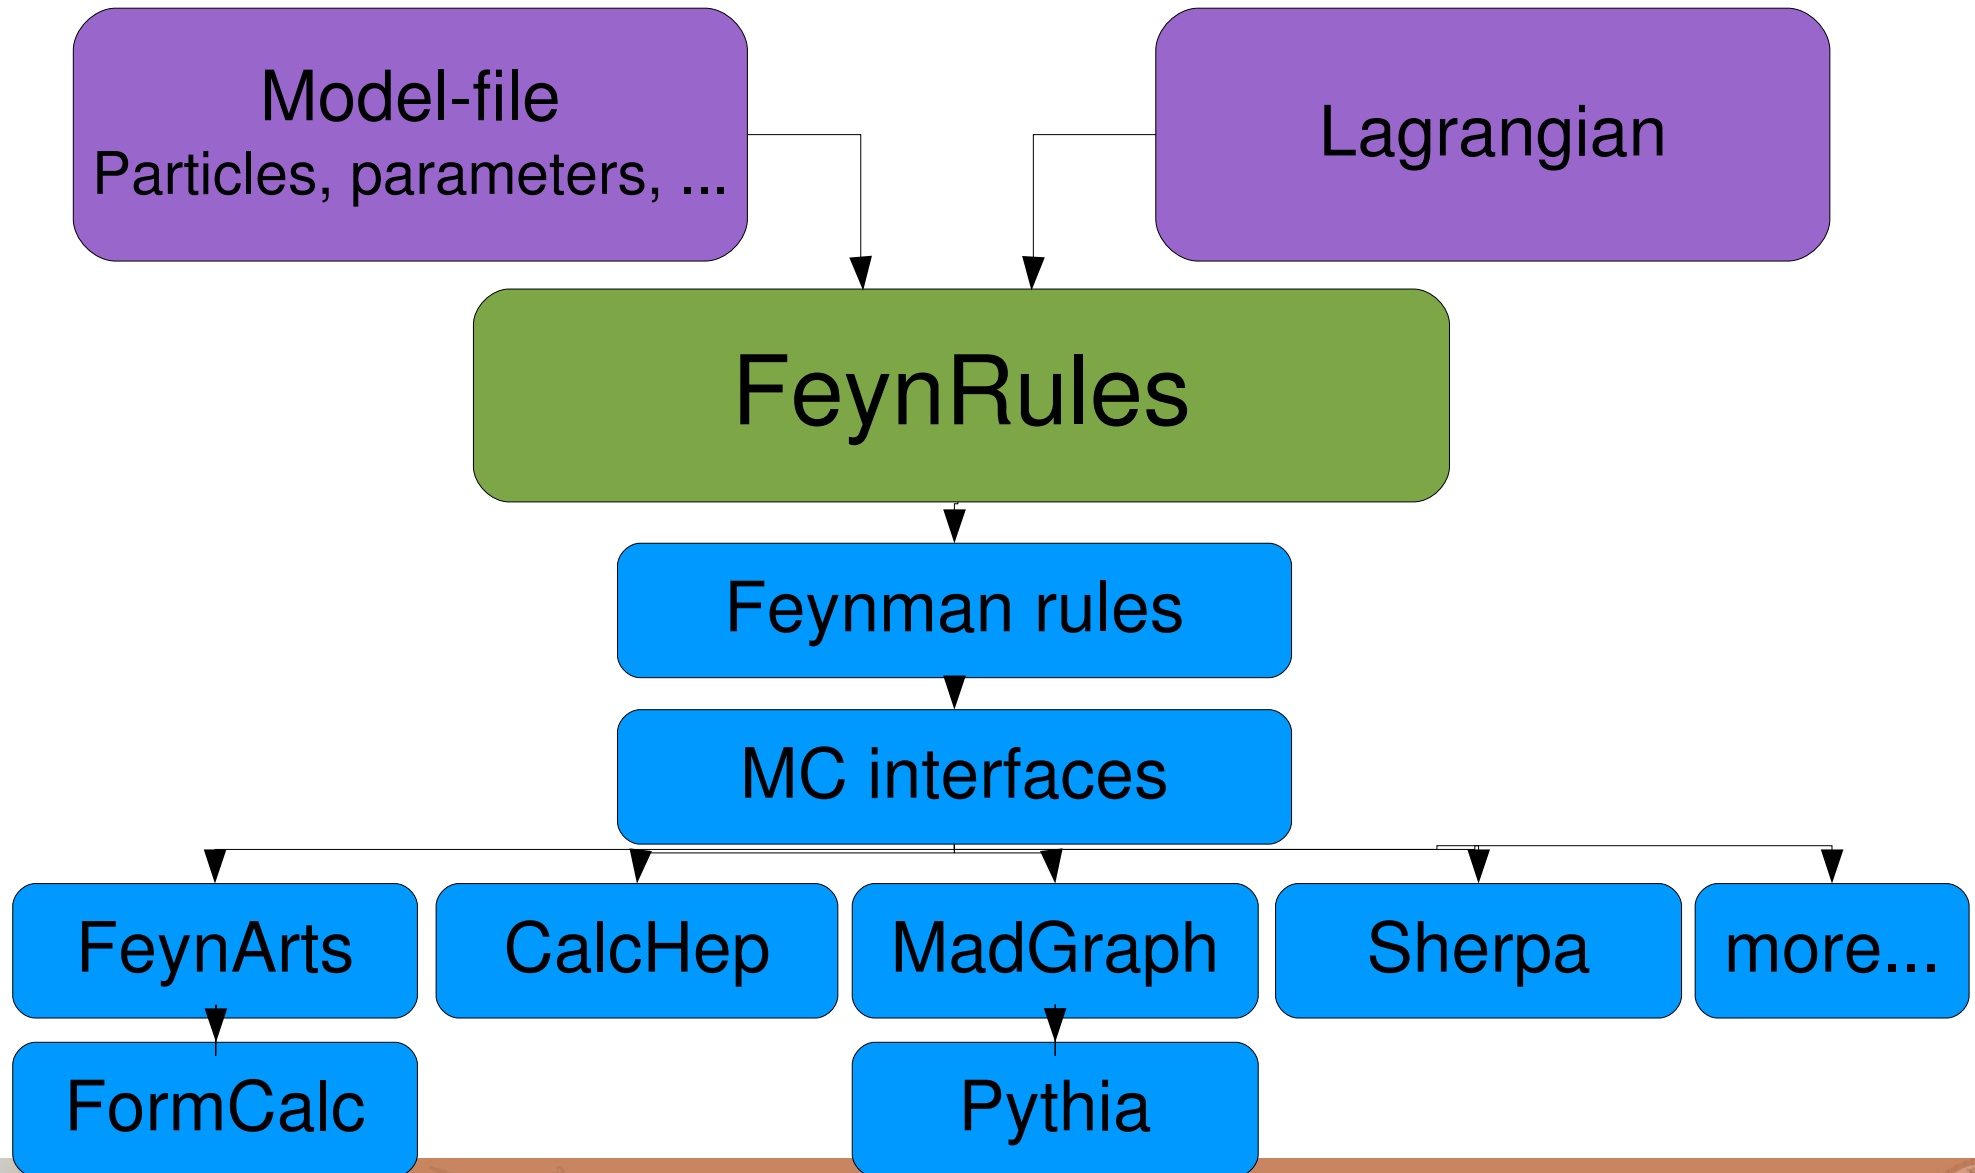 Model-file
Particles, parameters, ...
Lagrangian
FeynRules
Feynman rules
MC interfaces
FeynArts
CalcHep
MadGraph
Sherpa
more...
FormCalc
Pythia